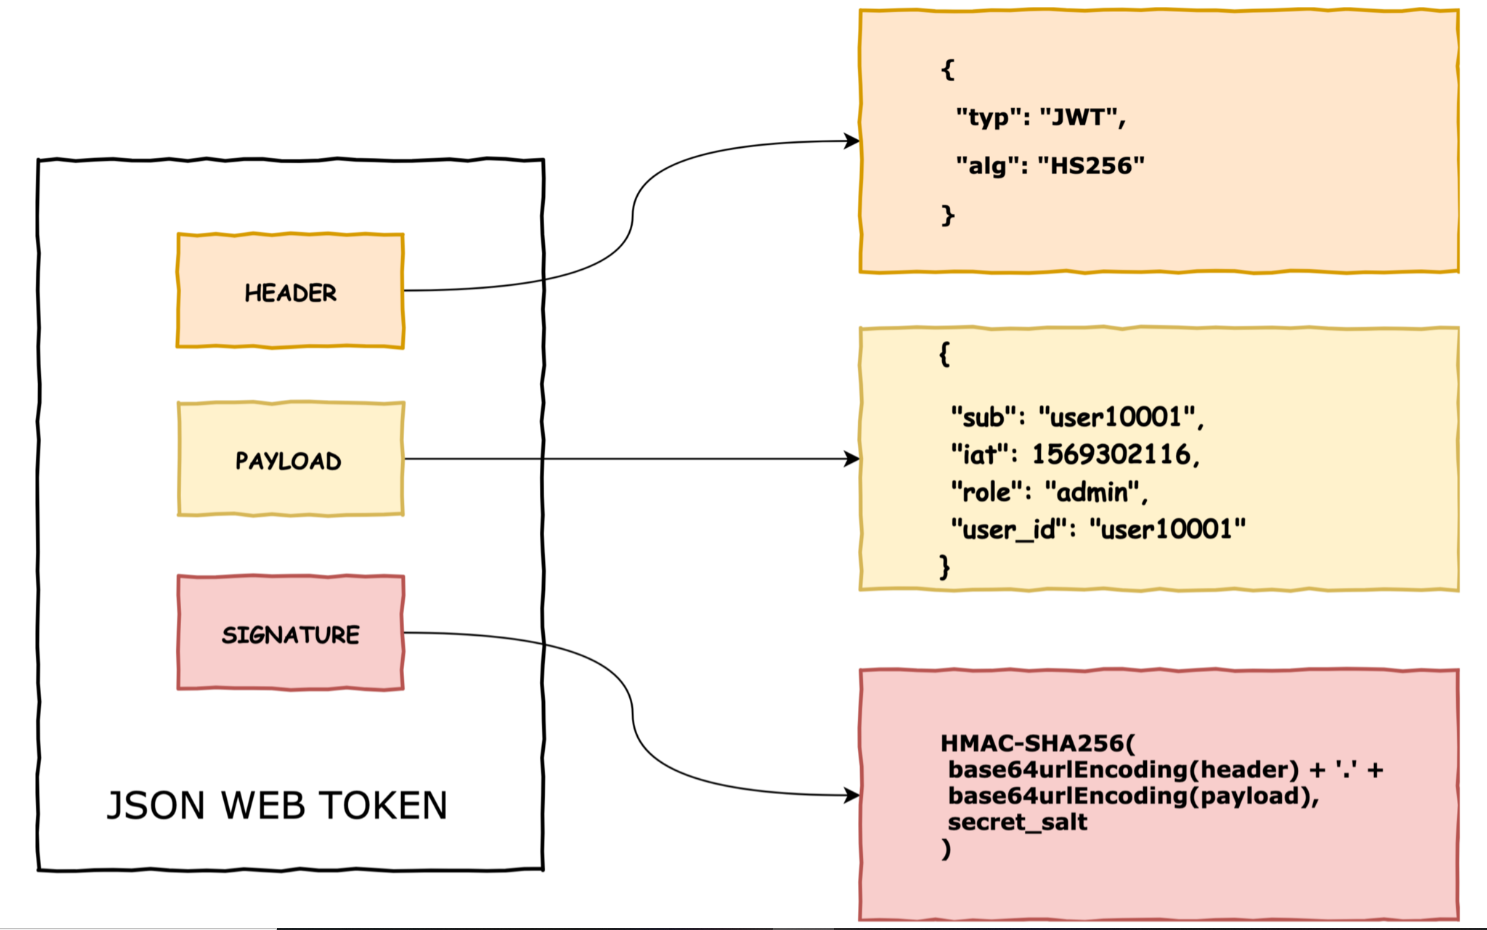 HEADER
PAYLOAD
SIGNATURE
JSON WEB TOKEN
{
"typ": "JWT",
"alg": "HS256"
}
{
"sub": "user10001",
"iat": 1569302116,
"role": "admin",
"user_id": "user10001"
}
HMAC-SHA256(
base64urlEncoding(header) + '.' +
base64urlEncoding(payload),
secret_salt
)